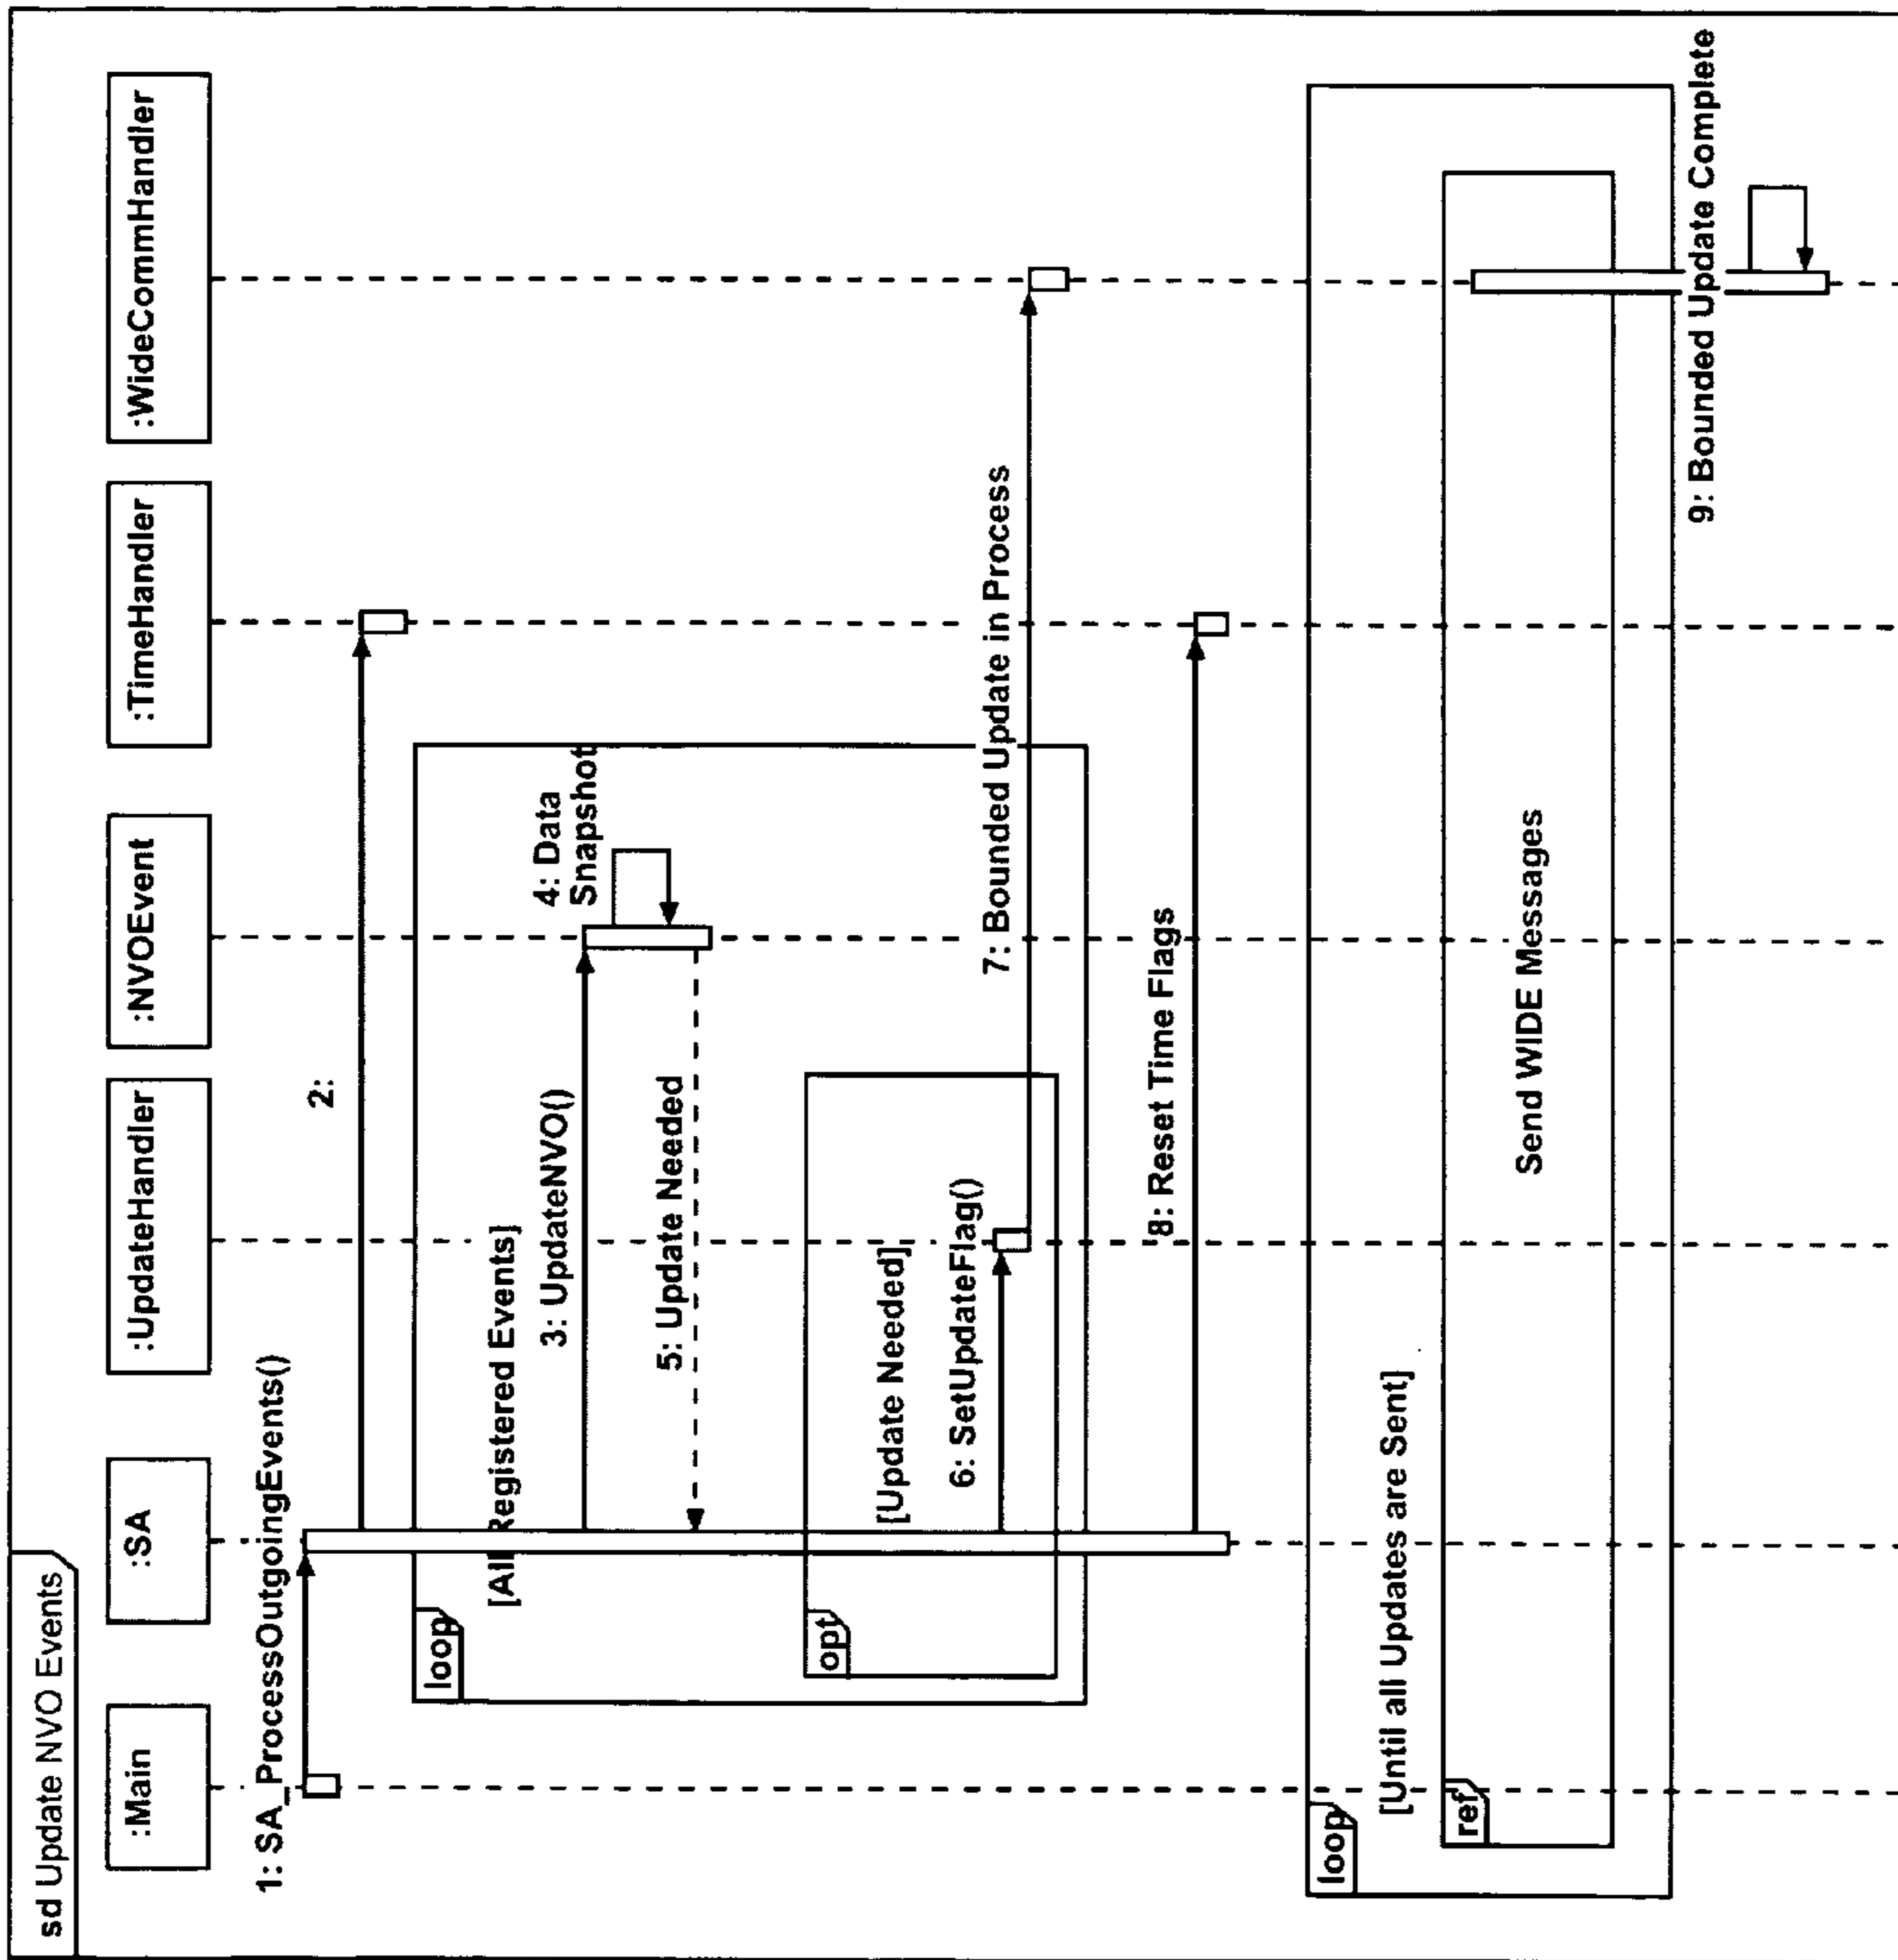 sd Update NVO Events
:Main
:SA
:UpdateHandler
:NVOEvent
:TimeHandler
:WideCommHandler
1: SA_ProcessOutgoingEvents()
2:
loop
[All Registered Events]
3: UpdateNVO()
4: Data
Snapshot
5: Update Needed
opt
[Update Needed]
6: SetUpdateFlag()
7: Bounded Update in Process
8: Reset Time Flags
loop
[Until all Updates are Sent]
ref
Send WIDE Messages
9: Bounded Update Complete